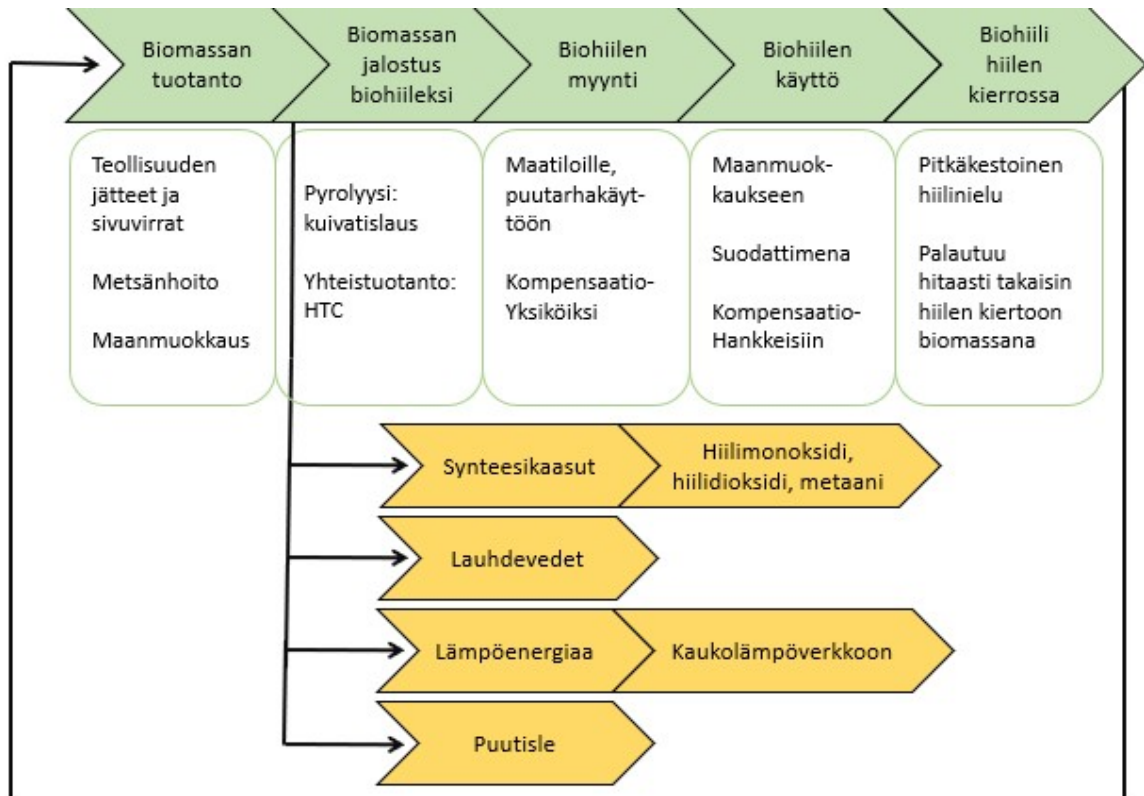 Biomassan
tuotanto
Biomassan
jalostus
biohiileksi
Biohiilen
myynti
Biohiilen
käyttö
Biohiili
hiilen
kierrossa
Teollisuuden
jätteet ja
sivuvirrat
Metsänhoito
Maanmuokkaus
Pyrolyysi:
kuivatislaus
Yhteistuotanto:
HTC
Maatiloille,
puutarhakäyt-
töön
Kompensaatio-
Yksiköiksi
Maanmuok-
kaukseen
Suodattimena
Kompensaatio-
Hankkeisiin
Pitkäkestoinen
hiilinielu
Palautuu
hitaasti takaisin
hiilen kiertoon
biomassana
Synteesikaasut
Hiilimonoksidi,
hiilidioksidi, metaani
Lauhdevedet
Lämpöenergiaa
Kaukolämpöverkkoon
Puutisle